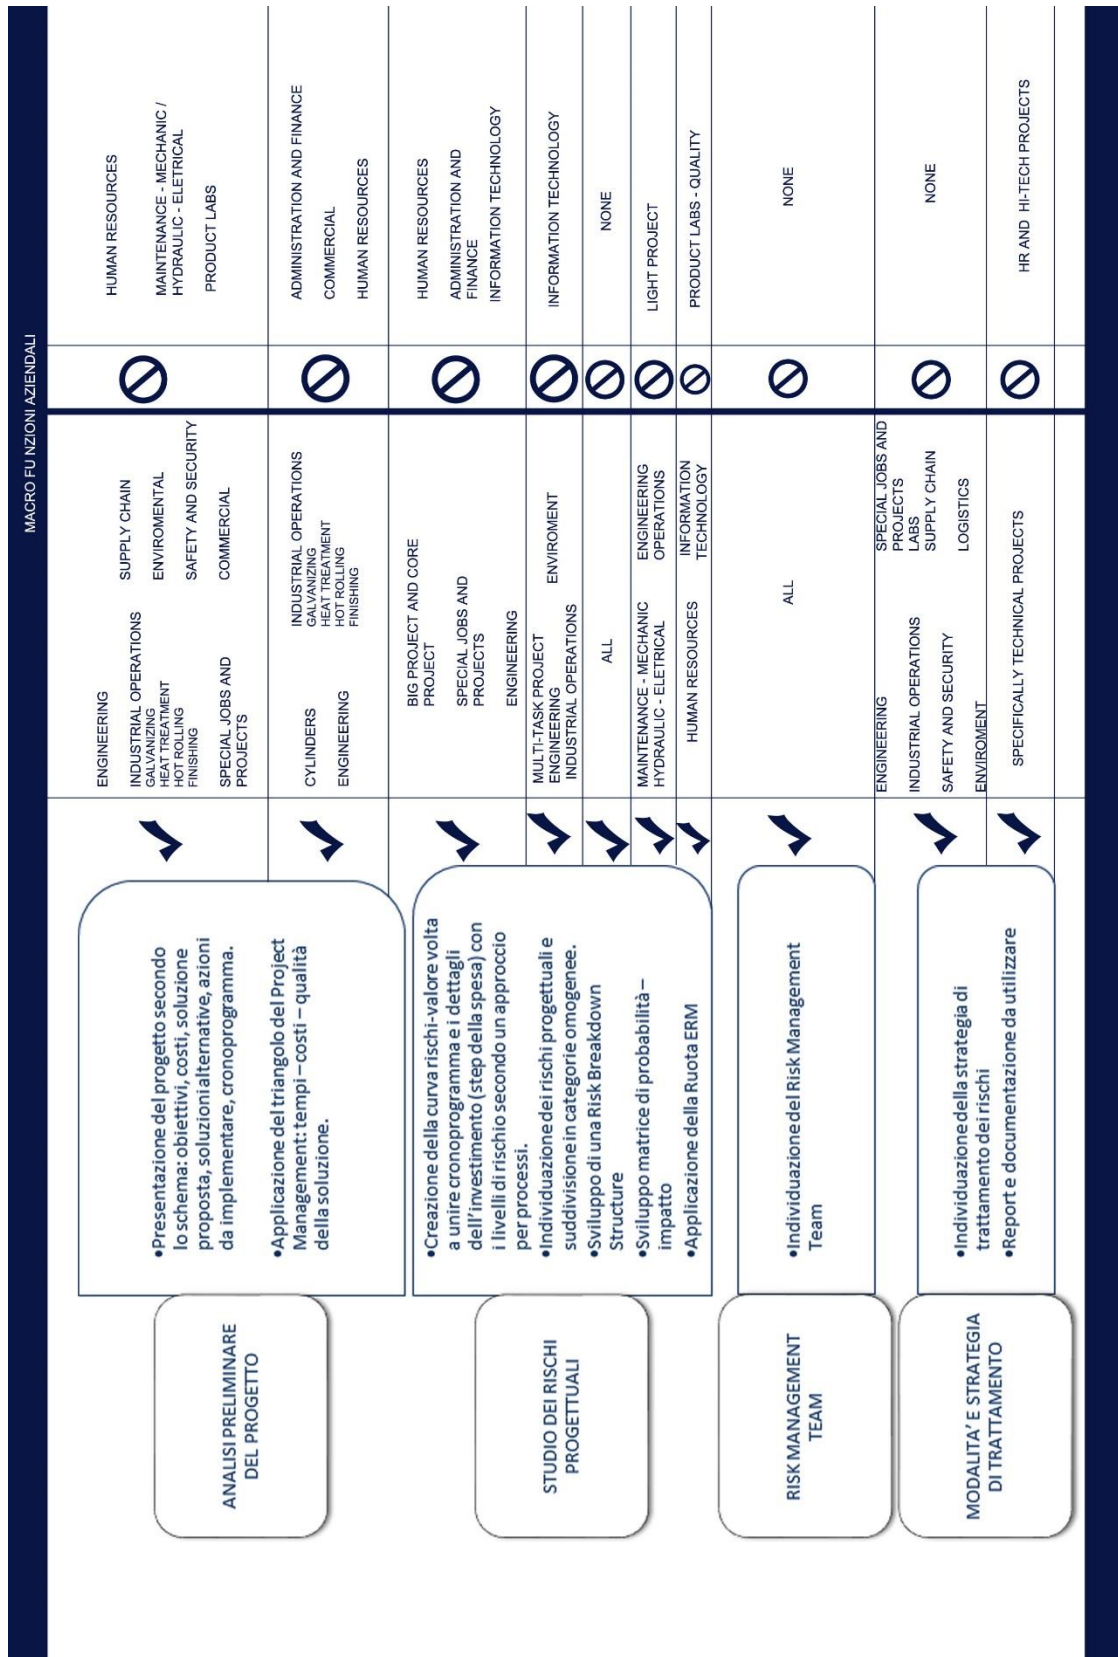 MACRO FU NZIONI AZIENDALI
ANALISI PRELIMINARE
DEL PROGETTO
•Presentazione del progetto secondo
lo schema: obiettivi, costi, soluzione
proposta, soluzioni alternative, azioni
da implementare, cronoprogramma.
•Applicazione del triangolo del Project
Management: tempi – costi – qualità
della soluzione.
ENGINEERING
INDUSTRIAL OPERATIONS
GALVANIZING
HEAT TREATMENT
HOT ROLLING
FINISHING
SPECIAL JOBS AND
PROJECTS
SUPPLY CHAIN
ENVIROMENTAL
SAFETY AND SECURITY
COMMERCIAL
HUMAN RESOURCES
MAINTENANCE - MECHANIC /
HYDRAULIC - ELETRICAL
PRODUCT LABS
CYLINDERS
ENGINEERING
INDUSTRIAL OPERATIONS
GALVANIZING
HEAT TREATMENT
HOT ROLLING
FINISHING
ADMINISTRATION AND FINANCE
COMMERCIAL
HUMAN RESOURCES
STUDIO DEI RISCHI
PROGETTUALI
•Creazione della curva rischi-valore volta
a unire cronoprogramma e i dettagli
dell'investimento (step della spesa) con
i livelli di rischio secondo un approccio
per processi.
•Individuazione dei rischi progettuali e
suddivisione in categorie omogenee.
•Sviluppo di una Risk Breakdown
Structure
•Sviluppo matrice di probabilità –
impatto
•Applicazione della Ruota ERM
BIG PROJECT AND CORE
PROJECT
SPECIAL JOBS AND
PROJECTS
ENGINEERING
HUMAN RESOURCES
ADMINISTRATION AND
FINANCE
INFORMATION TECHNOLOGY
MULTI-TASK PROJECT
ENGINEERING
INDUSTRIAL OPERATIONS
ENVIROMENT
INFORMATION TECHNOLOGY
ALL
NONE
MAINTENANCE - MECHANIC
HYDRAULIC - ELETRICAL
ENGINEERING
OPERATIONS
LIGHT PROJECT
HUMAN RESOURCES
INFORMATION
TECHNOLOGY
PRODUCT LABS - QUALITY
RISK MANAGEMENT
TEAM
•Individuazione del Risk Management
Team
ALL
NONE
MODALITA' E STRATEGIA
DI TRATTAMENTO
•Individuazione della strategia di
trattamento dei rischi
•Report e documentazione da utilizzare
ENGINEERING
INDUSTRIAL OPERATIONS
SAFETY AND SECURITY
ENVIROMENT
SPECIAL JOBS AND
PROJECTS
LABS
SUPPLY CHAIN
LOGISTICS
NONE
SPECIFICALLY TECHNICAL PROJECTS
HR AND HI-TECH PROJECTS